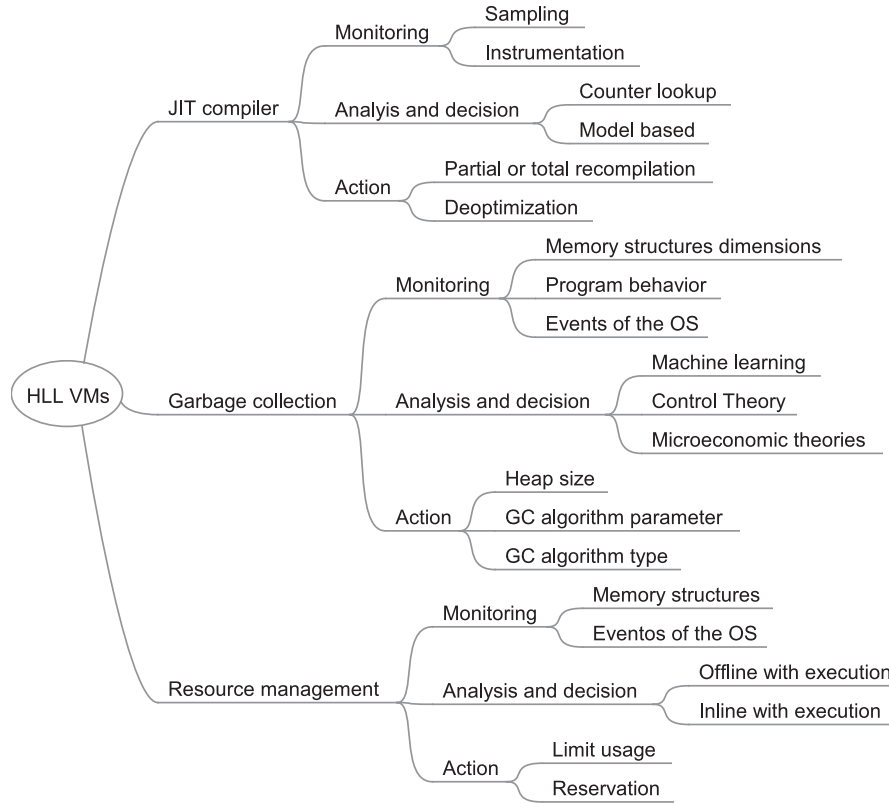 Sampling
Monitoring
Instrumentation
JIT compiler
Counter lookup
Analyis and decision
Model based
Partial or total recompilation
Action
Deoptimization
Memory structures dimensions
Monitoring
Program behavior
Events of the OS
HLL VMs
Machine learning
Garbage collection
Analysis and decision
Control Theory
Microeconomic theories
Heap size
Action
GC algorithm parameter
GC algorithm type
Memory structures
Monitoring
Eventos of the OS
Resource management
Offline with execution
Analysis and decision
Inline with execution
Limit usage
Action
Reservation